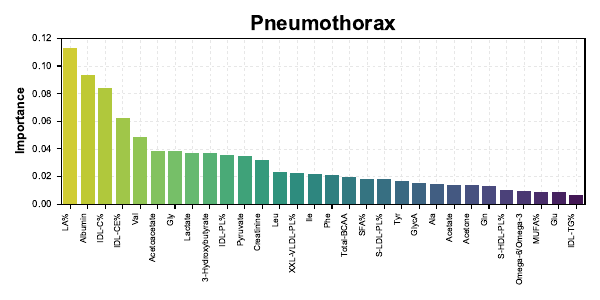 Pneumothorax
Importance
0.12
0.10
0.08
0.06
0.04
0.02
0.00
LA%
Albumin
IDL-C%
IDL-CE%
Val
Acetoacetate
Gly
Lactate
3-Hydroxybutyrate
IDL-PL%
Pyruvate
Creatinine
Leu
XXL-VLDL-PL%
Ile
Phe
Total-BCAA
SFA%
S-LDL-PL%
Tyr
GlycA
Ala
Acetate
Acetone
Gln
S-HDL-PL%
Omega-6/Omega-3
MUFA%
Glu
IDL-TG%